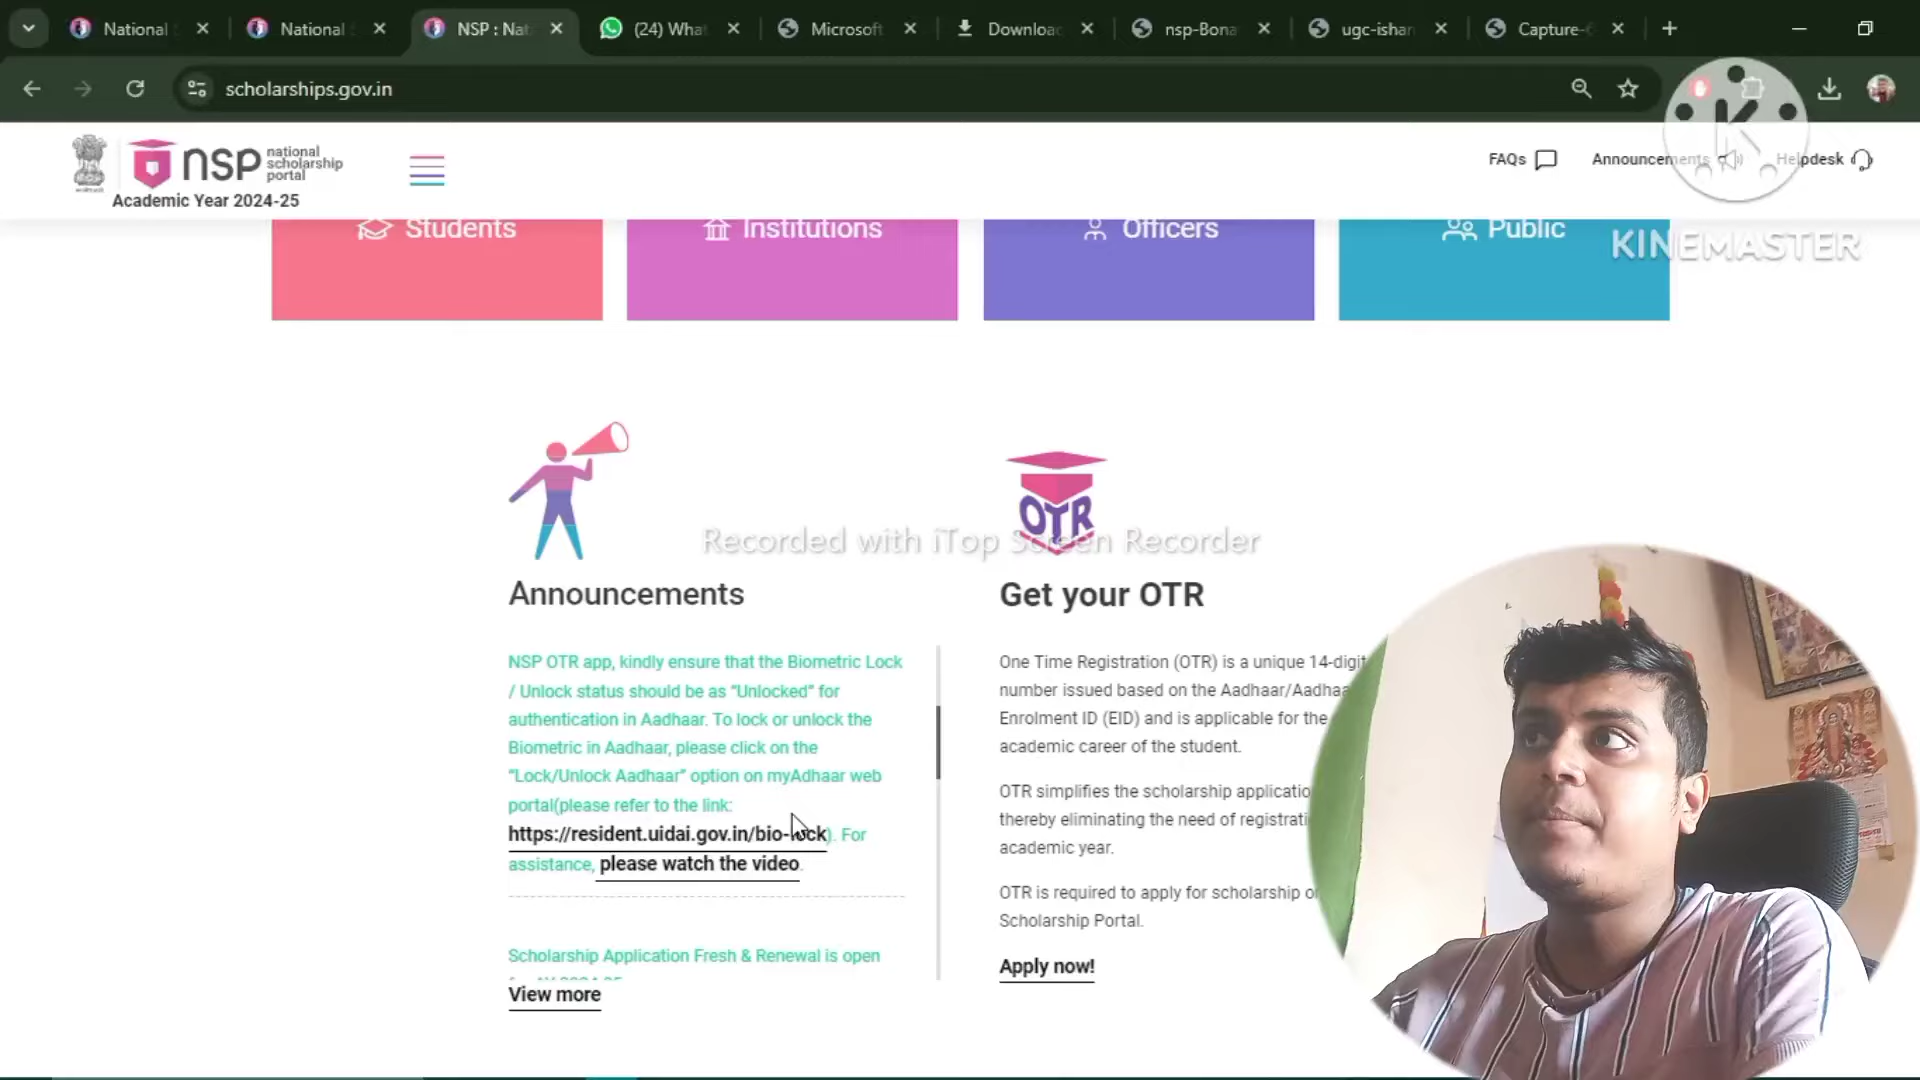 National
National
NSP : Nat
(24) What
Microsoft
Download
nsp-Bona
ugc-ishan
Capture-
scholarships.gov.in
nsp national scholarship portal
Academic Year 2024-25
FAQs
Announcements
Helpdesk
KINEMASTER
Students
Institutions
Officers
Public
OTR
Recorded with iTop Screen Recorder
Announcements
NSP OTR app, kindly ensure that the Biometric Lock
/ Unlock status should be as “Unlocked” for
authentication in Aadhaar. To lock or unlock the
Biometric in Aadhaar, please click on the
“Lock/Unlock Aadhaar” option on myAdhaar web
portal(please refer to the link:
https://resident.uidai.gov.in/bio-lock). For
assistance, please watch the video.
Scholarship Application Fresh & Renewal is open
View more
Get your OTR
One Time Registration (OTR) is a unique 14-digit
number issued based on the Aadhaar/Aadhaa
Enrolment ID (EID) and is applicable for the
academic career of the student.
OTR simplifies the scholarship applicatio
thereby eliminating the need of registrati
academic year.
OTR is required to apply for scholarship o
Scholarship Portal.
Apply now!